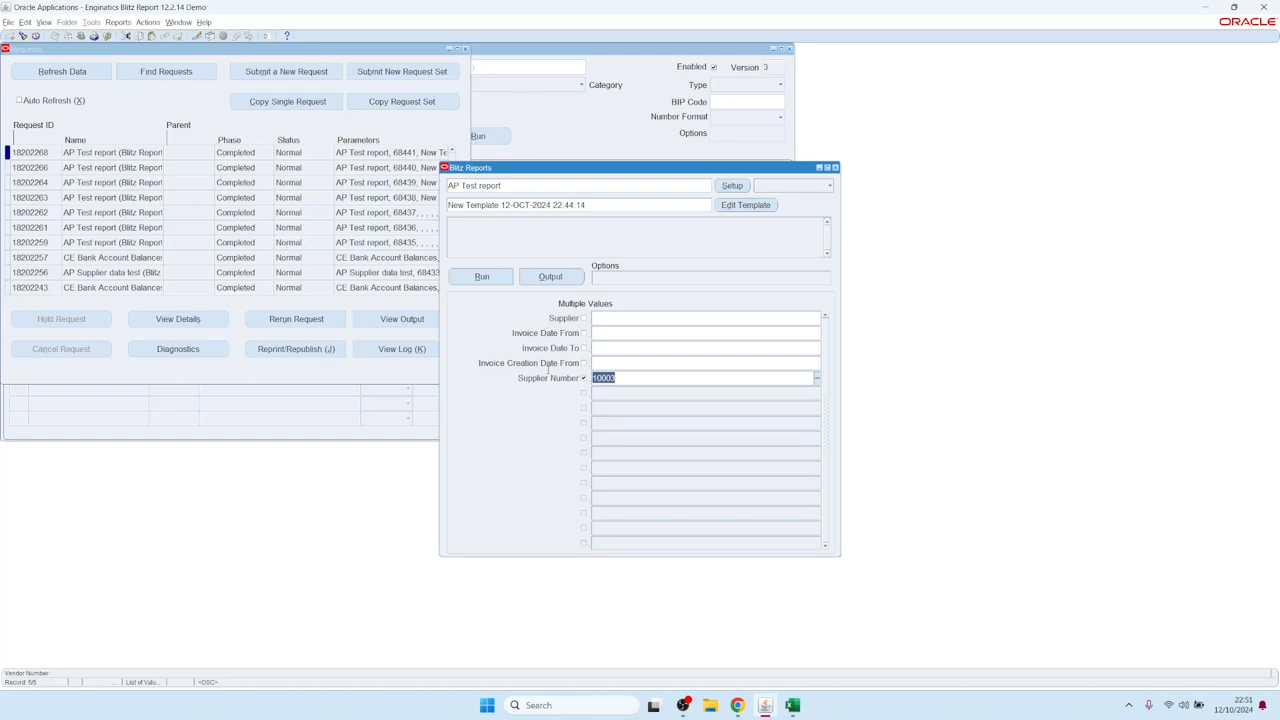 Oracle Applications - Enginatics Blitz Report 12.2.14 Demo
File Edit View Folder Tools Reports Actions Window Help
ORACLE
Requests
Refresh Data Find Requests Submit a New Request Submit New Request Set
Auto Refresh (X) Copy Single Request Copy Request Set
Request ID Parent
Name Phase Status Parameters
18202268 AP Test report (Blitz Report Completed Normal AP Test report, 68441, New Te
18202266 AP Test report (Blitz Report Completed Normal AP Test report, 68440, New
18202264 AP Test report (Blitz Report Completed Normal AP Test report, 68439, New
18202263 AP Test report (Blitz Report Completed Normal AP Test report, 68438, New
18202262 AP Test report (Blitz Report Completed Normal AP Test report, 68437, , , ,
18202261 AP Test report (Blitz Report Completed Normal AP Test report, 68436, , , ,
18202259 AP Test report (Blitz Report Completed Normal AP Test report, 68435, , , ,
18202257 CE Bank Account Balances Completed Normal CE Bank Account Balances,
18202256 AP Supplier data test (Blitz Completed Normal AP Supplier data test, 68433
18202243 CE Bank Account Balances Completed Normal CE Bank Account Balances,
Hold Request View Details Rerun Request View Output
Cancel Request Diagnostics Reprint/Republish (J) View Log (K)
Enabled Version 3
Category Type
BIP Code
Number Format
Options
Run
Blitz Reports
AP Test report Setup
New Template 12-OCT-2024 22:44:14 Edit Template
Options
Run Output
Multiple Values
Supplier
Invoice Date From
Invoice Date To
Invoice Creation Date From
Supplier Number 10003
Vendor Number
Record: 5/5 ... List of Valu... <OSC>
Search
22:51
12/10/2024